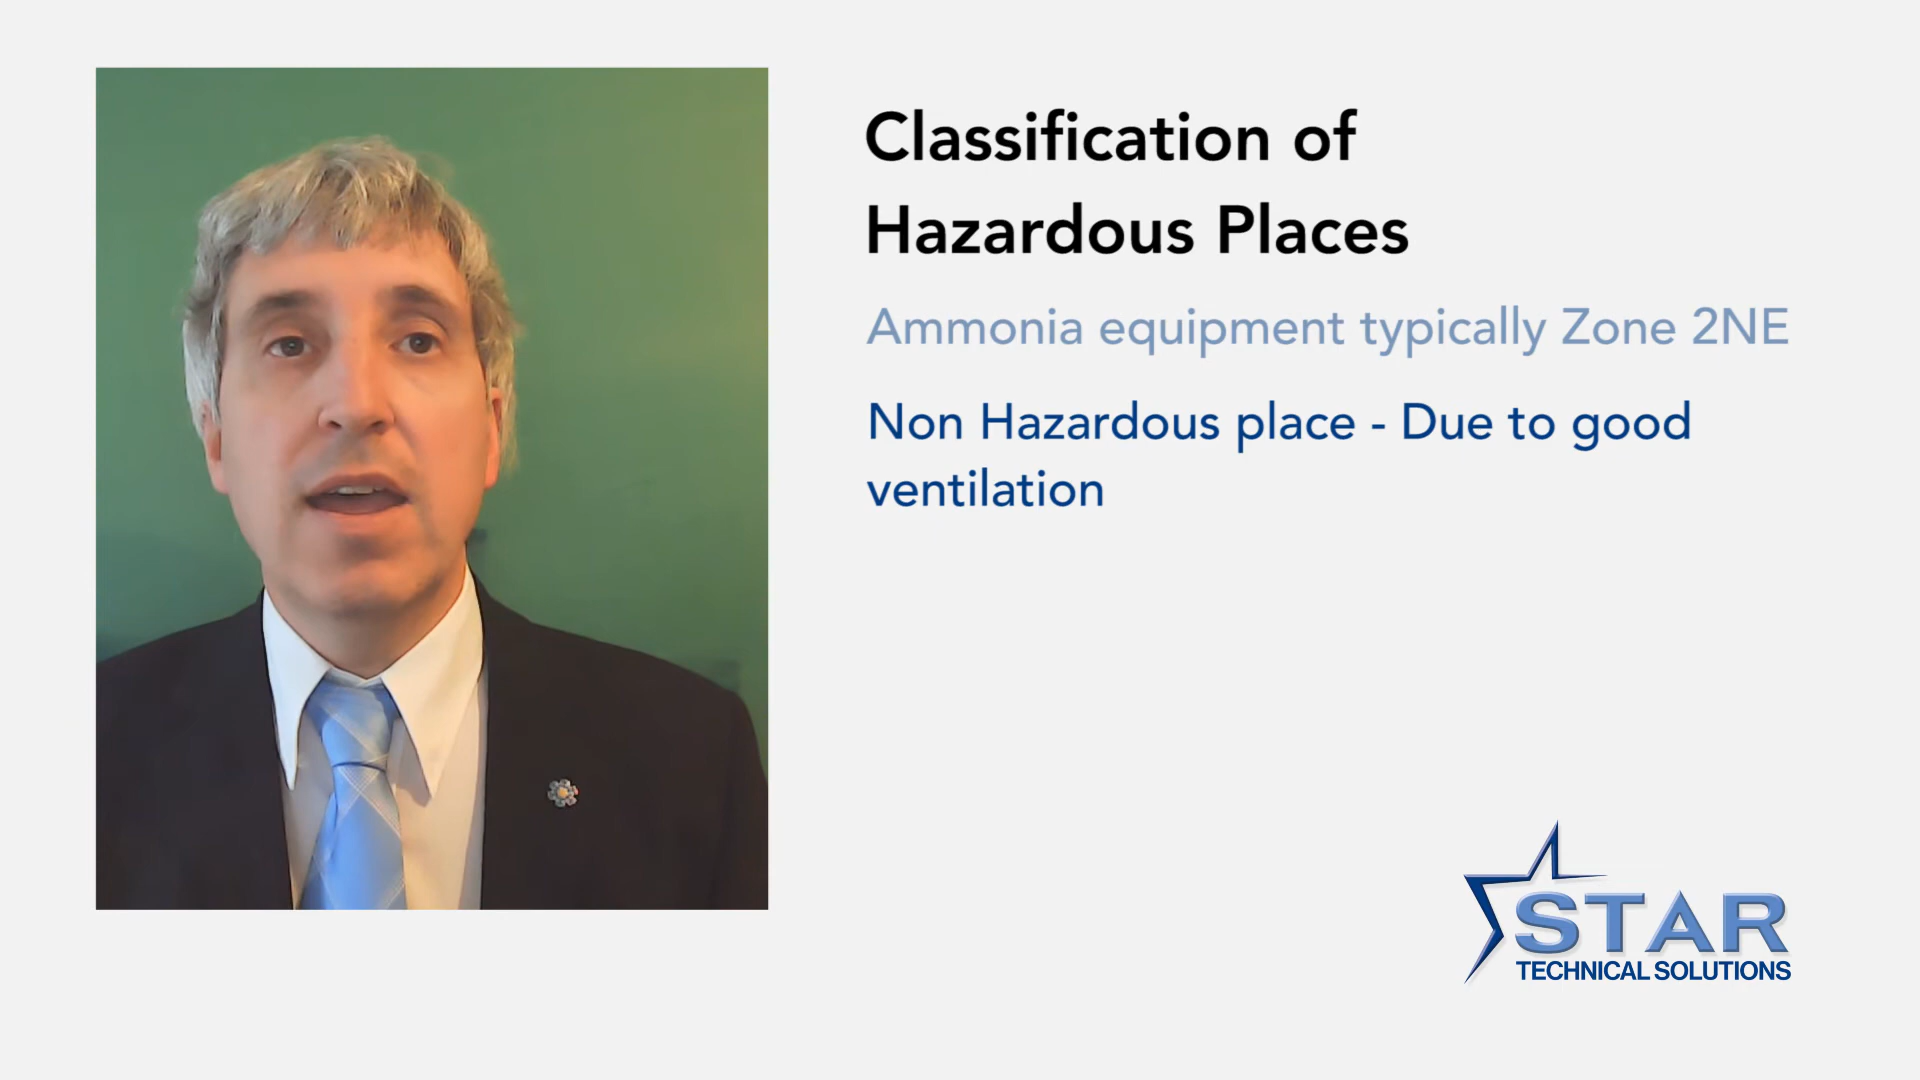 Classification of
Hazardous Places
Ammonia equipment typically Zone 2NE
Non Hazardous place - Due to good
ventilation
STAR
TECHNICAL SOLUTIONS